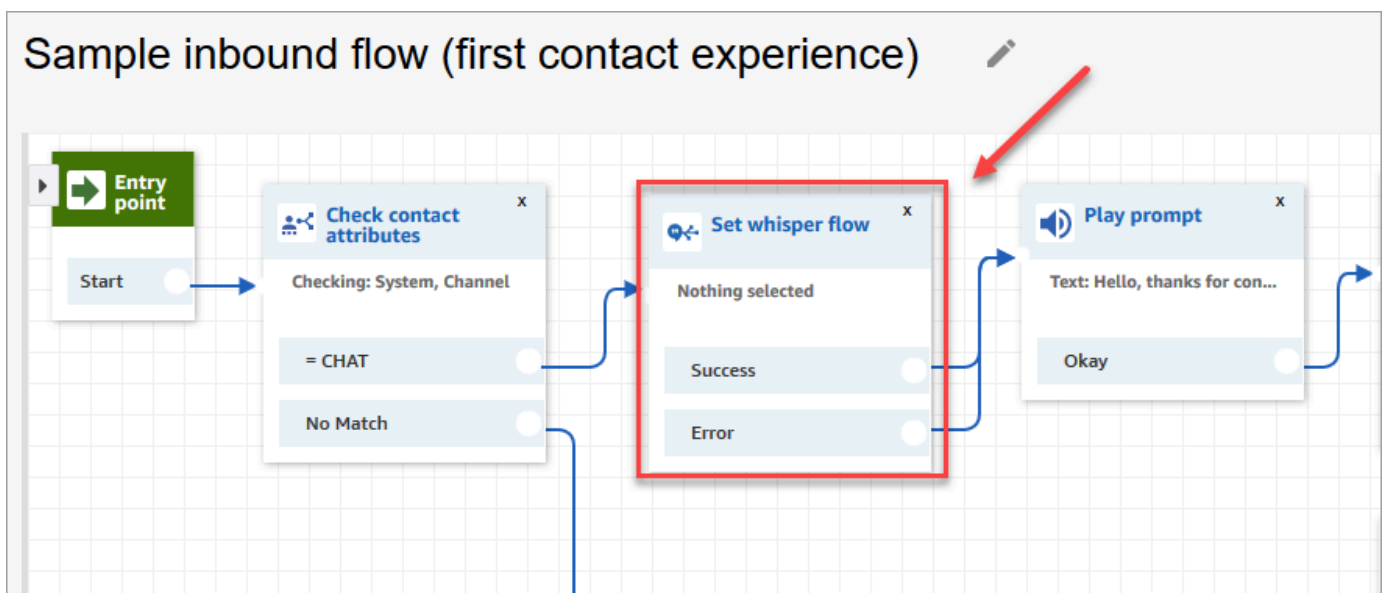 Sample inbound flow (first contact experience)
Entry
point
Start
Check contact
attributes
x
Checking: System, Channel
= CHAT
No Match
Set whisper flow
x
Nothing selected
Success
Error
Play prompt
x
Text: Hello, thanks for con...
Okay